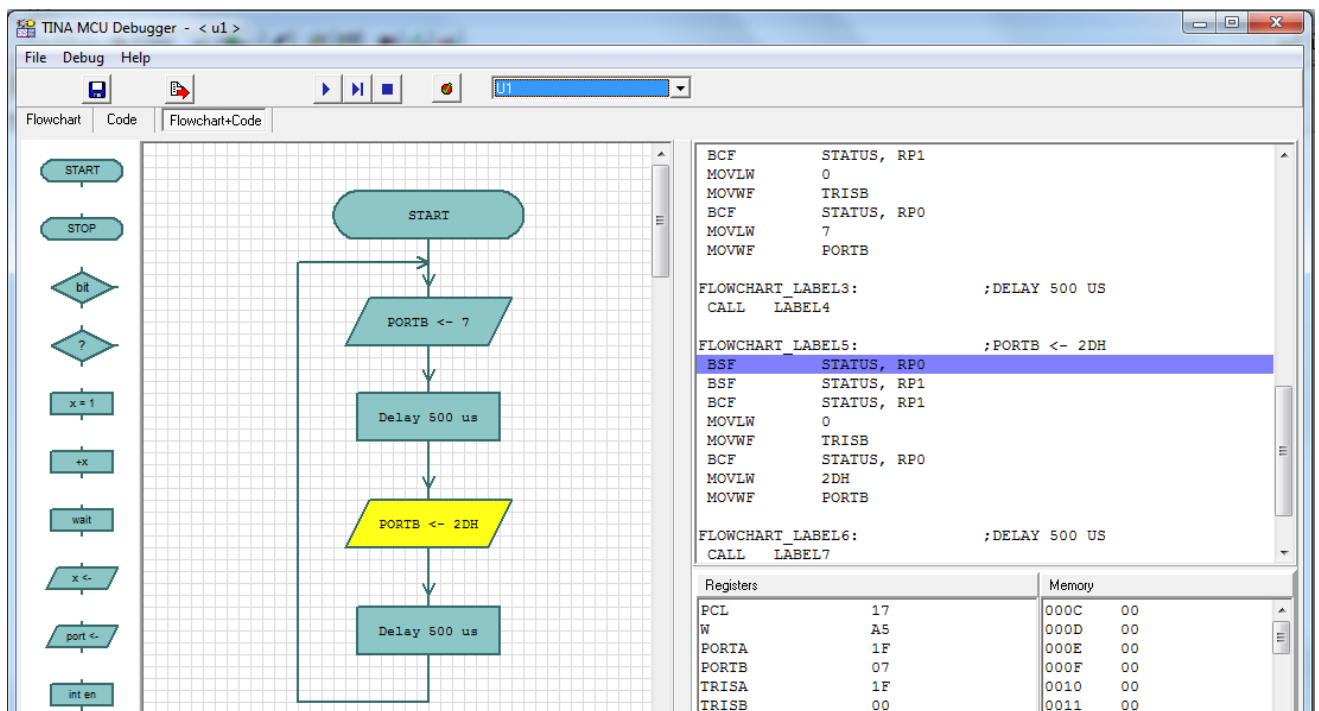 TINA MCU Debugger - < u1 >
File Debug Help
U1
Flowchart Code Flowchart+Code
START
STOP
bit
?
x = 1
+x
wait
x <-
port <-
int en
START
PORTB <- 7
Delay 500 us
PORTB <- 2DH
Delay 500 us
BCF STATUS, RP1
MOVLW 0
MOVWF TRISB
BCF STATUS, RP0
MOVLW 7
MOVWF PORTB
FLOWCHART_LABEL3: ;DELAY 500 US
CALL LABEL4
FLOWCHART_LABEL5: ;PORTB <- 2DH
BSF STATUS, RP0
BSF STATUS, RP1
BCF STATUS, RP1
MOVLW 0
MOVWF TRISB
BCF STATUS, RP0
MOVLW 2DH
MOVWF PORTB
FLOWCHART_LABEL6: ;DELAY 500 US
CALL LABEL7
Registers Memory
PCL 17 000C 00
W A5 000D 00
PORTA 1F 000E 00
PORTB 07 000F 00
TRISA 1F 0010 00
TRISB 00 0011 00